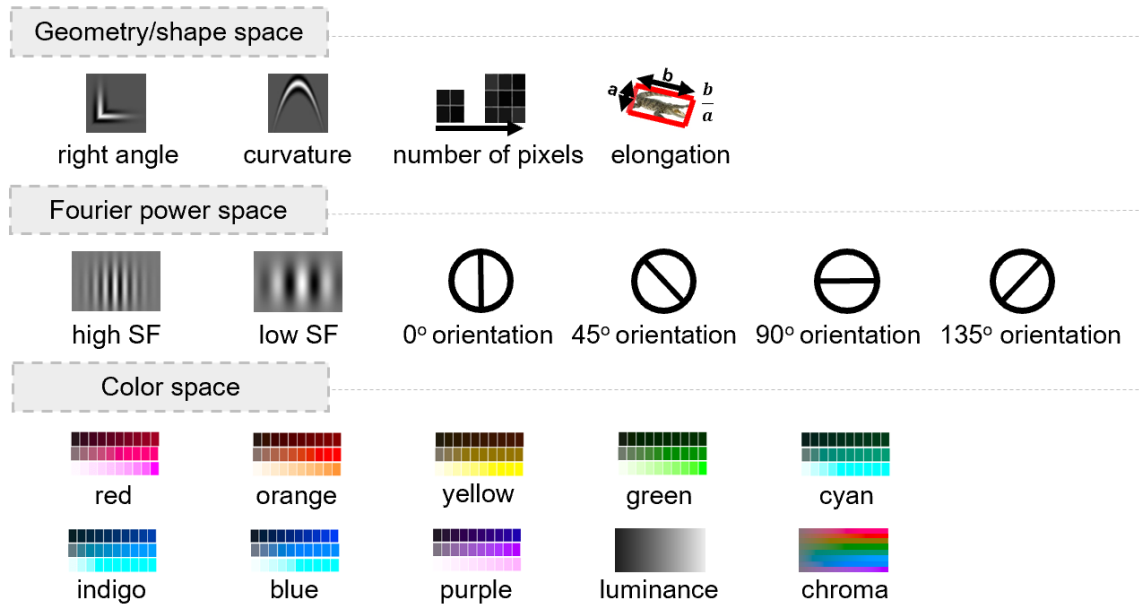 Geometry/shape space
a b b/a
right angle curvature number of pixels elongation
Fourier power space
high SF low SF 0° orientation 45° orientation 90° orientation 135° orientation
Color space
red orange yellow green cyan
indigo blue purple luminance chroma